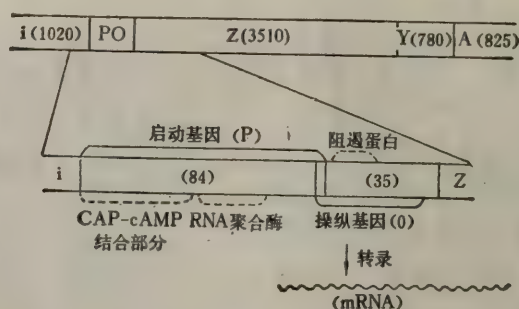 i(1020) PO Z(3510) Y(780) A(825)
启动基因(P) i 阻遏蛋白
i (84) (35) Z
CAP-cAMP RNA聚合酶 操纵基因(0)
结合部分
转录
(mRNA)